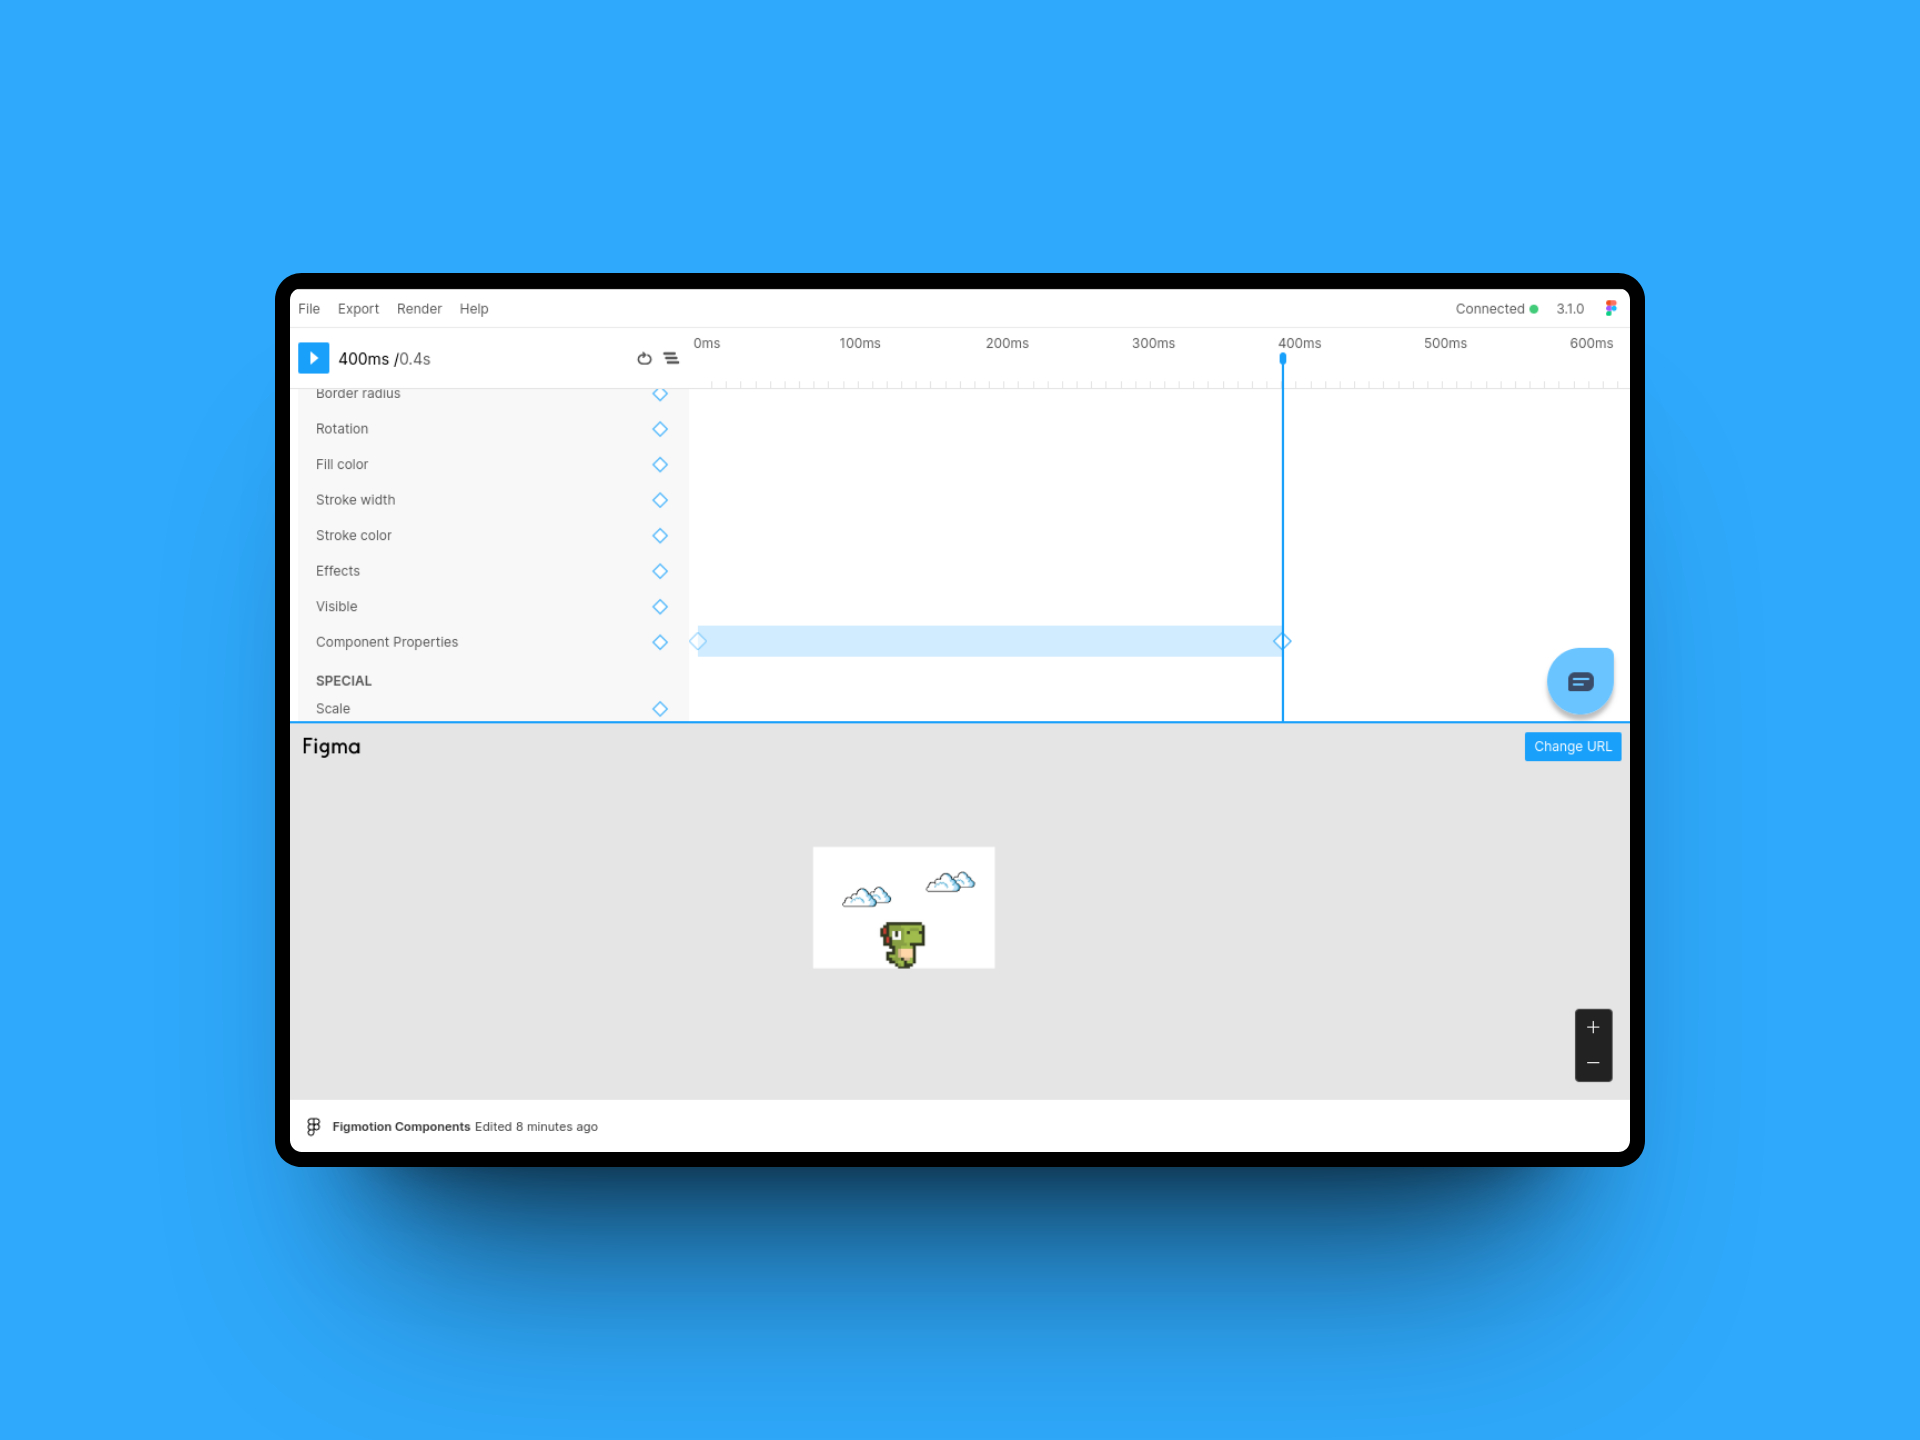 File Export Render Help Connected 3.1.0
0ms 100ms 200ms 300ms 400ms 500ms 600ms
400ms /0.4s
Border radius
Rotation
Fill color
Stroke width
Stroke color
Effects
Visible
Component Properties
SPECIAL
Scale
Figma Change URL
Figmotion Components Edited 8 minutes ago